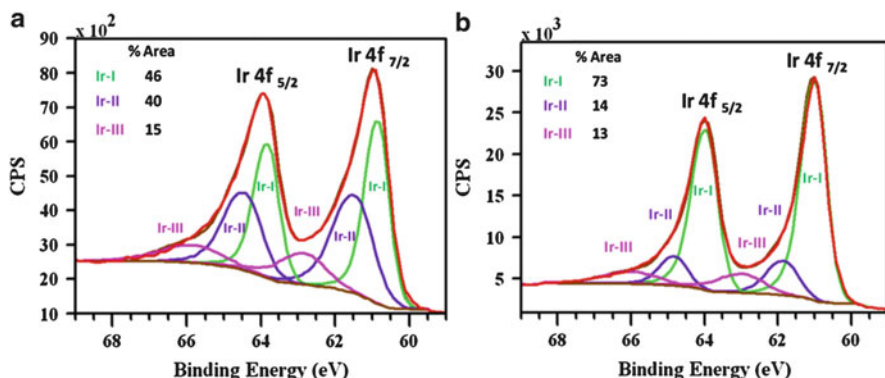 a
x 10²
% Area
Ir-I 46
Ir-II 40
Ir-III 15
Ir 4f 5/2
Ir 4f 7/2
Ir-I
Ir-II
Ir-III
Ir-I
Ir-II
Ir-III
90
80
70
60
50
40
30
20
10
CPS
68 66 64 62 60
Binding Energy (eV)
b
x 10³
% Area
Ir-I 73
Ir-II 14
Ir-III 13
Ir 4f 5/2
Ir 4f 7/2
Ir-I
Ir-II
Ir-III
Ir-I
Ir-II
Ir-III
30
25
20
15
10
5
CPS
68 66 64 62 60
Binding Energy (eV)